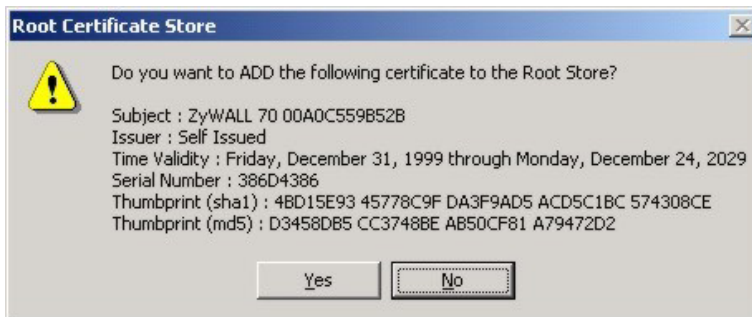 Root Certificate Store
Do you want to ADD the following certificate to the Root Store?
Subject : ZyWALL 70 00A0C559B52B
Issuer : Self Issued
Time Validity : Friday, December 31, 1999 through Monday, December 24, 2029
Serial Number : 386D4386
Thumbprint (sha1) : 4BD15E93 45778C9F DA3F9AD5 ACD5C1BC 574308CE
Thumbprint (md5) : D3458DB5 CC3748BE AB50CF81 A79472D2
Yes No